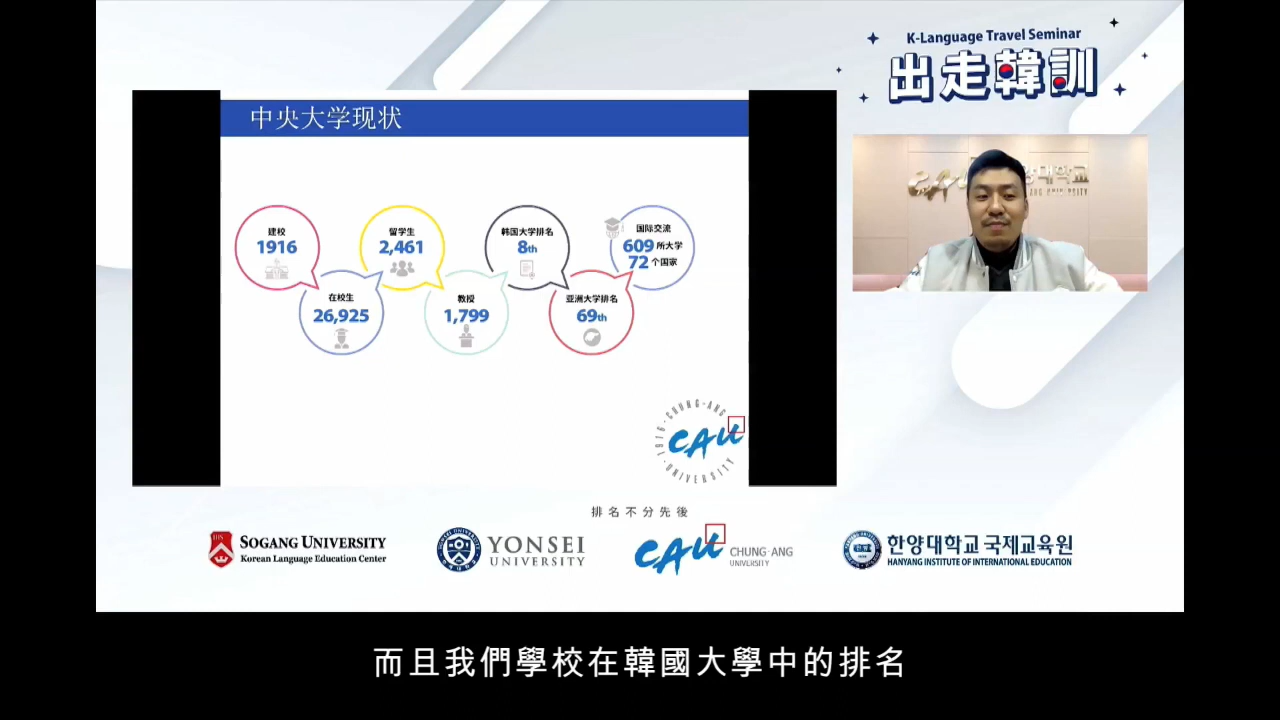 K-Language Travel Seminar
出走韓訓
中央大学现状
建校
1916
留学生
2,461
韩国大学排名
8th
国际交流
609 所大学
72 个国家
在校生
26,925
教授
1,799
亚洲大学排名
69th
CHUNG-ANG
UNIVERSITY
1916
CAU
排名不分先後
SOGANG UNIVERSITY
Korean Language Education Center
YONSEI
UNIVERSITY
CAU
CHUNG·ANG
UNIVERSITY
한양대학교 국제교육원
HANYANG INSTITUTE OF INTERNATIONAL EDUCATION
而且我們學校在韓國大學中的排名